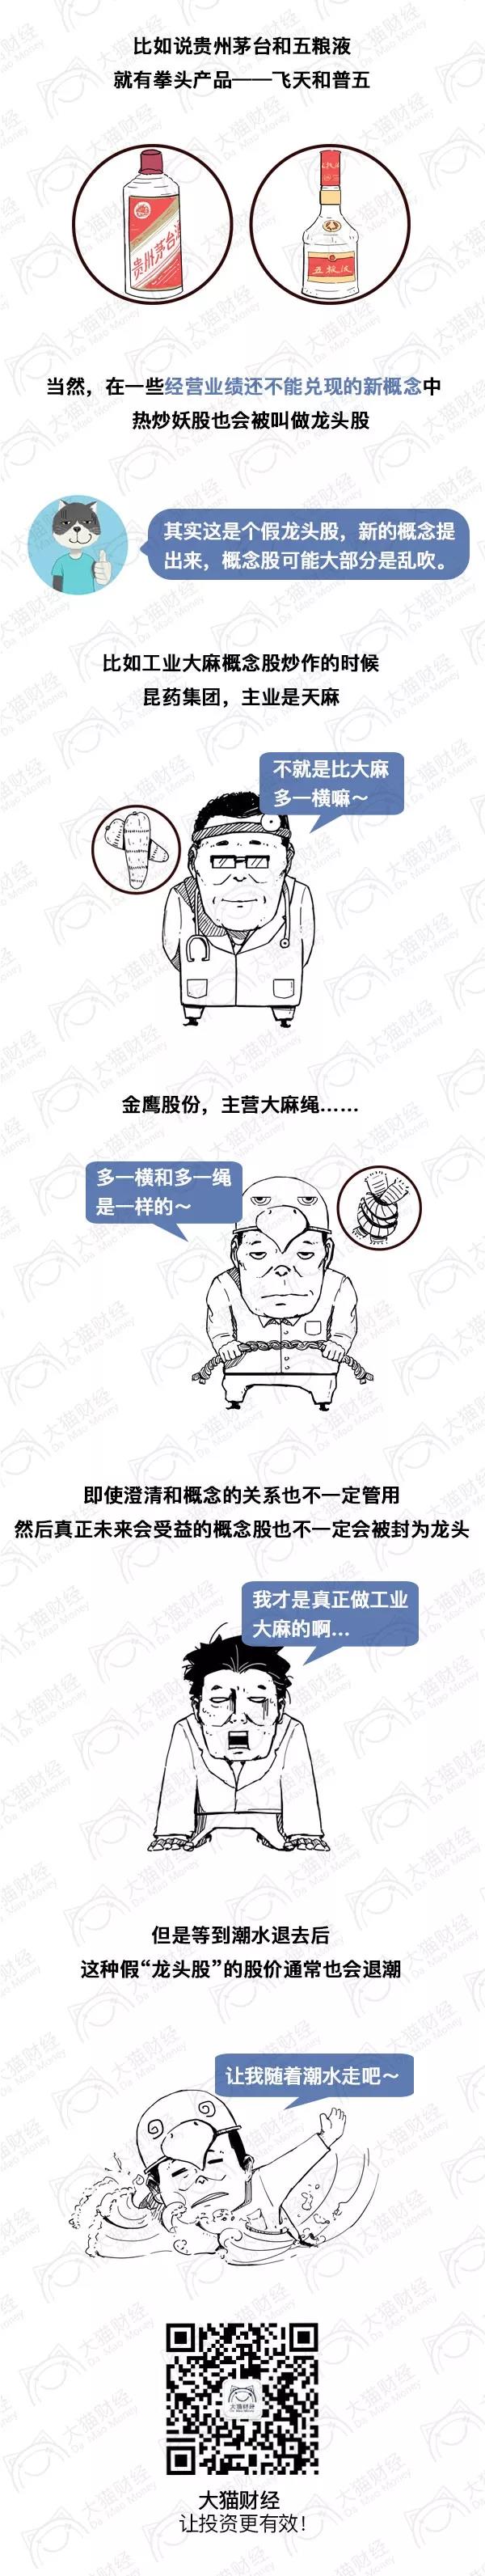 比如说贵州茅台和五粮液
就有拳头产品——飞天和普五
贵州茅台酒
五粮液
当然，在一些经营业绩还不能兑现的新概念中
热炒妖股也会被叫做龙头股
其实这是个假龙头股，新的概念提
出来，概念股可能大部分是乱吹。
比如工业大麻概念股炒作的时候
昆药集团，主业是天麻
不就是比大麻
多一横嘛～
金鹰股份，主营大麻绳……
多一横和多一绳
是一样的～
即使澄清和概念的关系也不一定管用
然后真正未来会受益的概念股也不一定会被封为龙头
我才是真正做工业
大麻的啊...
但是等到潮水退去后
这种假“龙头股”的股价通常也会退潮
让我随着潮水走吧～
大猫财经
大猫财经
让投资更有效！
大猫财经
Da Mao Money